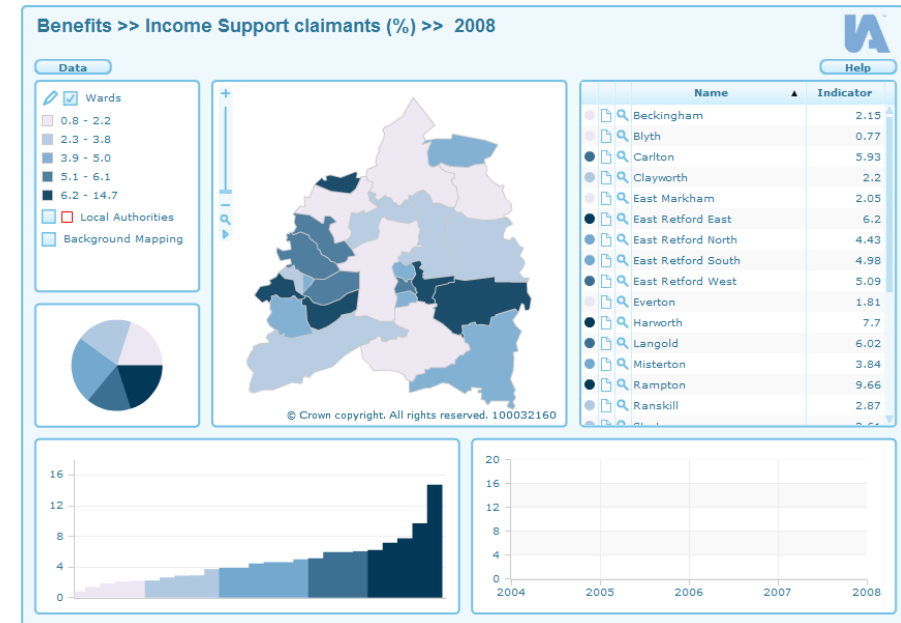 Benefits >> Income Support claimants (%) >> 2008
IA
Data
Help
Wards
0.8 - 2.2
2.3 - 3.8
3.9 - 5.0
5.1 - 6.1
6.2 - 14.7
Local Authorities
Background Mapping
© Crown copyright. All rights reserved. 100032160
Name ▲ Indicator
Beckingham 2.15
Blyth 0.77
Carlton 5.93
Clayworth 2.2
East Markham 2.05
East Retford East 6.2
East Retford North 4.43
East Retford South 4.98
East Retford West 5.09
Everton 1.81
Harworth 7.7
Langold 6.02
Misterton 3.84
Rampton 9.66
Ranskill 2.87
16
12
8
4
0
20
16
12
8
4
0
2004 2005 2006 2007 2008